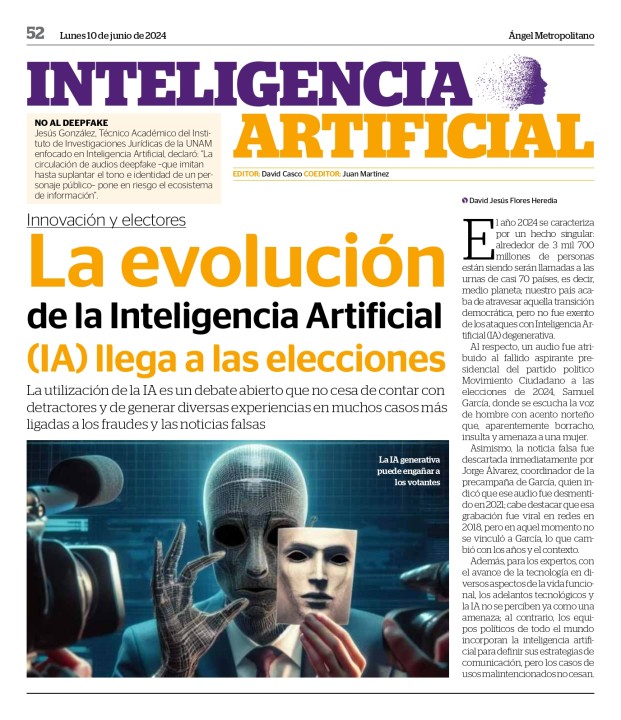 52
Lunes 10 de junio de 2024
Ángel Metropolitano
INTELIGENCIA
ARTIFICIAL
NO AL DEEPFAKE
Jesús González, Técnico Académico del Insti-
tuto de Investigaciones Jurídicas de la UNAM
enfocado en Inteligencia Artificial, declaró: "La
circulación de audios deepfake –que imitan
hasta suplantar el tono e identidad de un per-
sonaje público– pone en riesgo el ecosistema
de información".
EDITOR: David Casco COEDITOR: Juan Martínez
Innovación y electores
La evolución
de la Inteligencia Artificial
(IA) llega a las elecciones
La utilización de la IA es un debate abierto que no cesa de contar con
detractores y de generar diversas experiencias en muchos casos más
ligadas a los fraudes y las noticias falsas
La IA generativa
puede engañar a
los votantes
David Jesús Flores Heredia
El año 2024 se caracteriza
por un hecho singular:
alrededor de 3 mil 700
millones de personas
están siendo serán llamadas a las
urnas de casi 70 países, es decir,
medio planeta; nuestro país aca-
ba de atravesar aquella transición
democrática, pero no fue exento
de los ataques con Inteligencia Ar-
tificial (IA) degenerativa.
Al respecto, un audio fue atri-
buido al fallido aspirante pre-
sidencial del partido político
Movimiento Ciudadano a las
elecciones de 2024, Samuel
García, donde se escucha la voz
de hombre con acento norteño
que, aparentemente borracho,
insulta y amenaza a una mujer.
Asimismo, la noticia falsa fue
descartada inmediatamente por
Jorge Álvarez, coordinador de la
precampaña de García, quien in-
dicó que ese audio fue desmenti-
do en 2021; cabe destacar que esa
grabación fue viral en redes en
2018, pero en aquel momento no
se vinculó a García, lo que cam-
bió con los años y el contexto.
Además, para los expertos, con
el avance de la tecnología en di-
versos aspectos de la vida funcio-
nal, los adelantos tecnológicos y
la IA no se perciben ya como una
amenaza; al contrario, los equi-
pos políticos de todo el mundo
incorporan la inteligencia artifi-
cial para definir sus estrategias de
comunicación, pero los casos de
usos malintencionados no cesan.